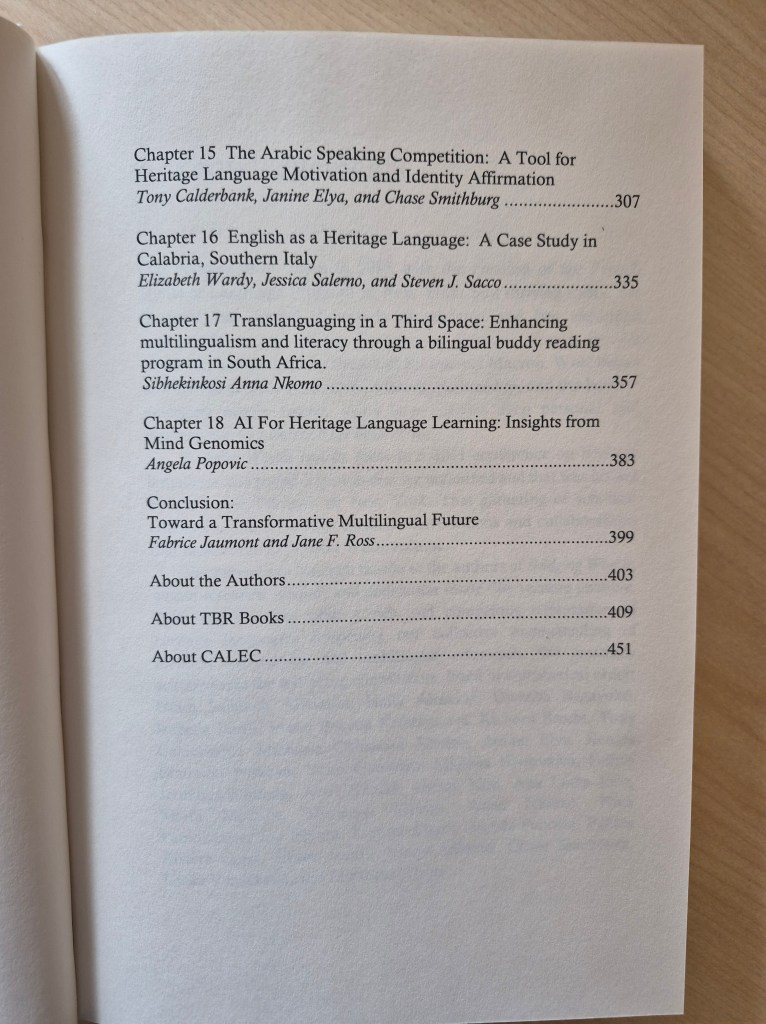 Chapter 15 The Arabic Speaking Competition: A Tool for
Heritage Language Motivation and Identity Affirmation
Tony Calderbank, Janine Elya, and Chase Smithburg .......................307
Chapter 16 English as a Heritage Language: A Case Study in
Calabria, Southern Italy
Elizabeth Wardy, Jessica Salerno, and Steven J. Sacco .......................335
Chapter 17 Translanguaging in a Third Space: Enhancing
multilingualism and literacy through a bilingual buddy reading
program in South Africa.
Sibhekinkosi Anna Nkomo ............................................................357
Chapter 18 AI For Heritage Language Learning: Insights from
Mind Genomics
Angela Popovic ............................................................................383
Conclusion:
Toward a Transformative Multilingual Future
Fabrice Jaumont and Jane F. Ross.................................................399
About the Authors....................................................................403
About TBR Books ....................................................................409
About CALEC .........................................................................451